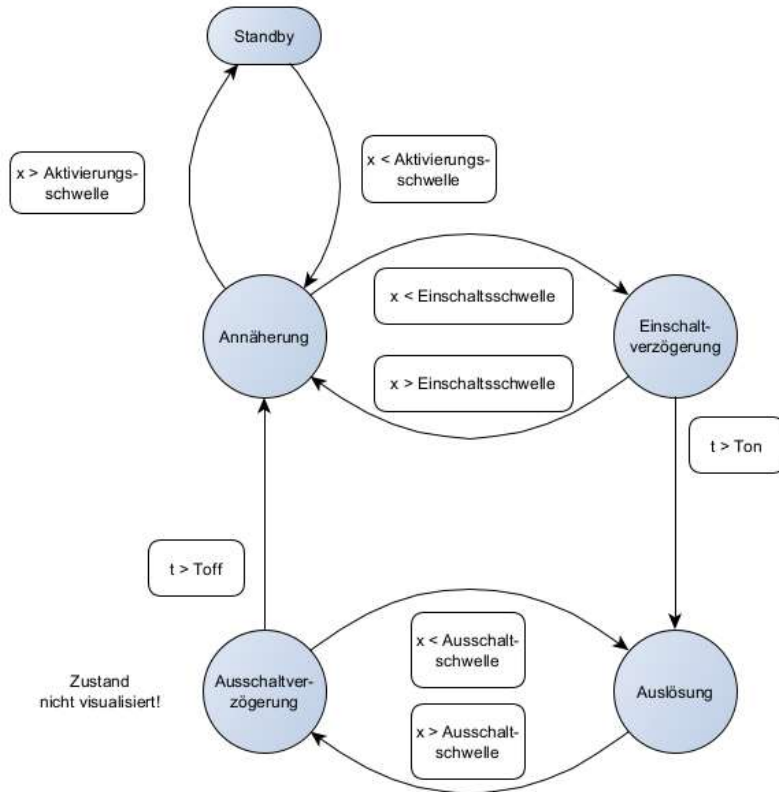 Standby
x > Aktivierungs-
schwelle
x < Aktivierungs-
schwelle
Annäherung
x < Einschaltsschwelle
x > Einschaltsschwelle
Einschalt-
verzögerung
t > Ton
t > Toff
Zustand
nicht visualisiert!
Ausschaltver-
zögerung
x < Ausschalt-
schwelle
x > Ausschalt-
schwelle
Auslösung